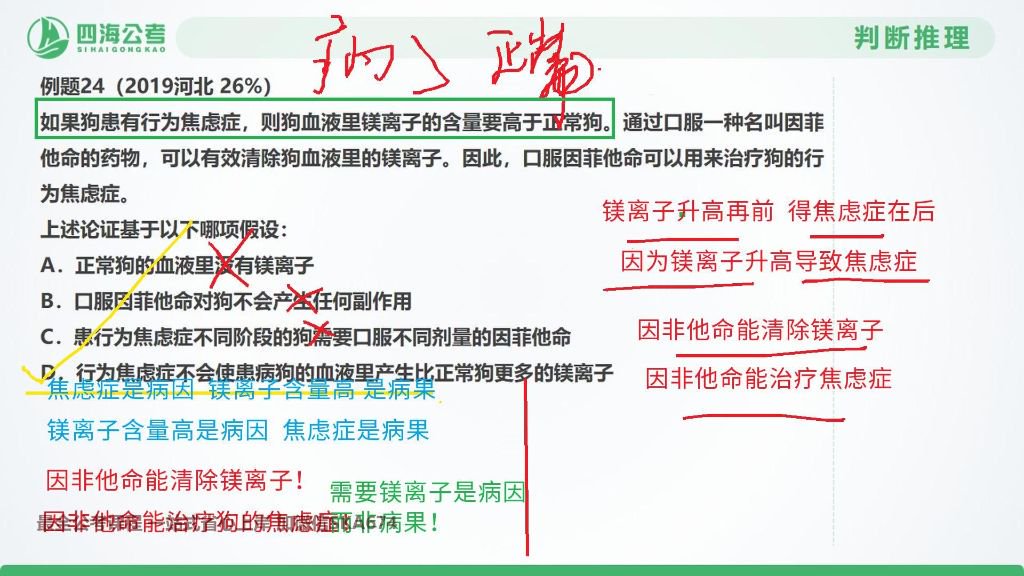 四海公考
SIHAIGONGKAO
判断推理
病 正常
例题24（2019河北 26%）
如果狗患有行为焦虑症，则狗血液里镁离子的含量要高于正常狗。通过口服一种名叫因菲
他命的药物，可以有效清除狗血液里的镁离子。因此，口服因菲他命可以用来治疗狗的行
为焦虑症。
上述论证基于以下哪项假设：
A．正常狗的血液里没有镁离子
B．口服因菲他命对狗不会产生任何副作用
C．患行为焦虑症不同阶段的狗需要口服不同剂量的因菲他命
D．行为焦虑症不会使患病狗的血液里产生比正常狗更多的镁离子
焦虑症是病因 镁离子含量高 是病果
镁离子含量高是病因 焦虑症是病果
因非他命能清除镁离子！
因非他命能治疗狗的焦虑症
需要镁离子是病因
而非病果！
镁离子升高再前 得焦虑症在后
因为镁离子升高导致焦虑症
因非他命能清除镁离子
因非他命能治疗焦虑症